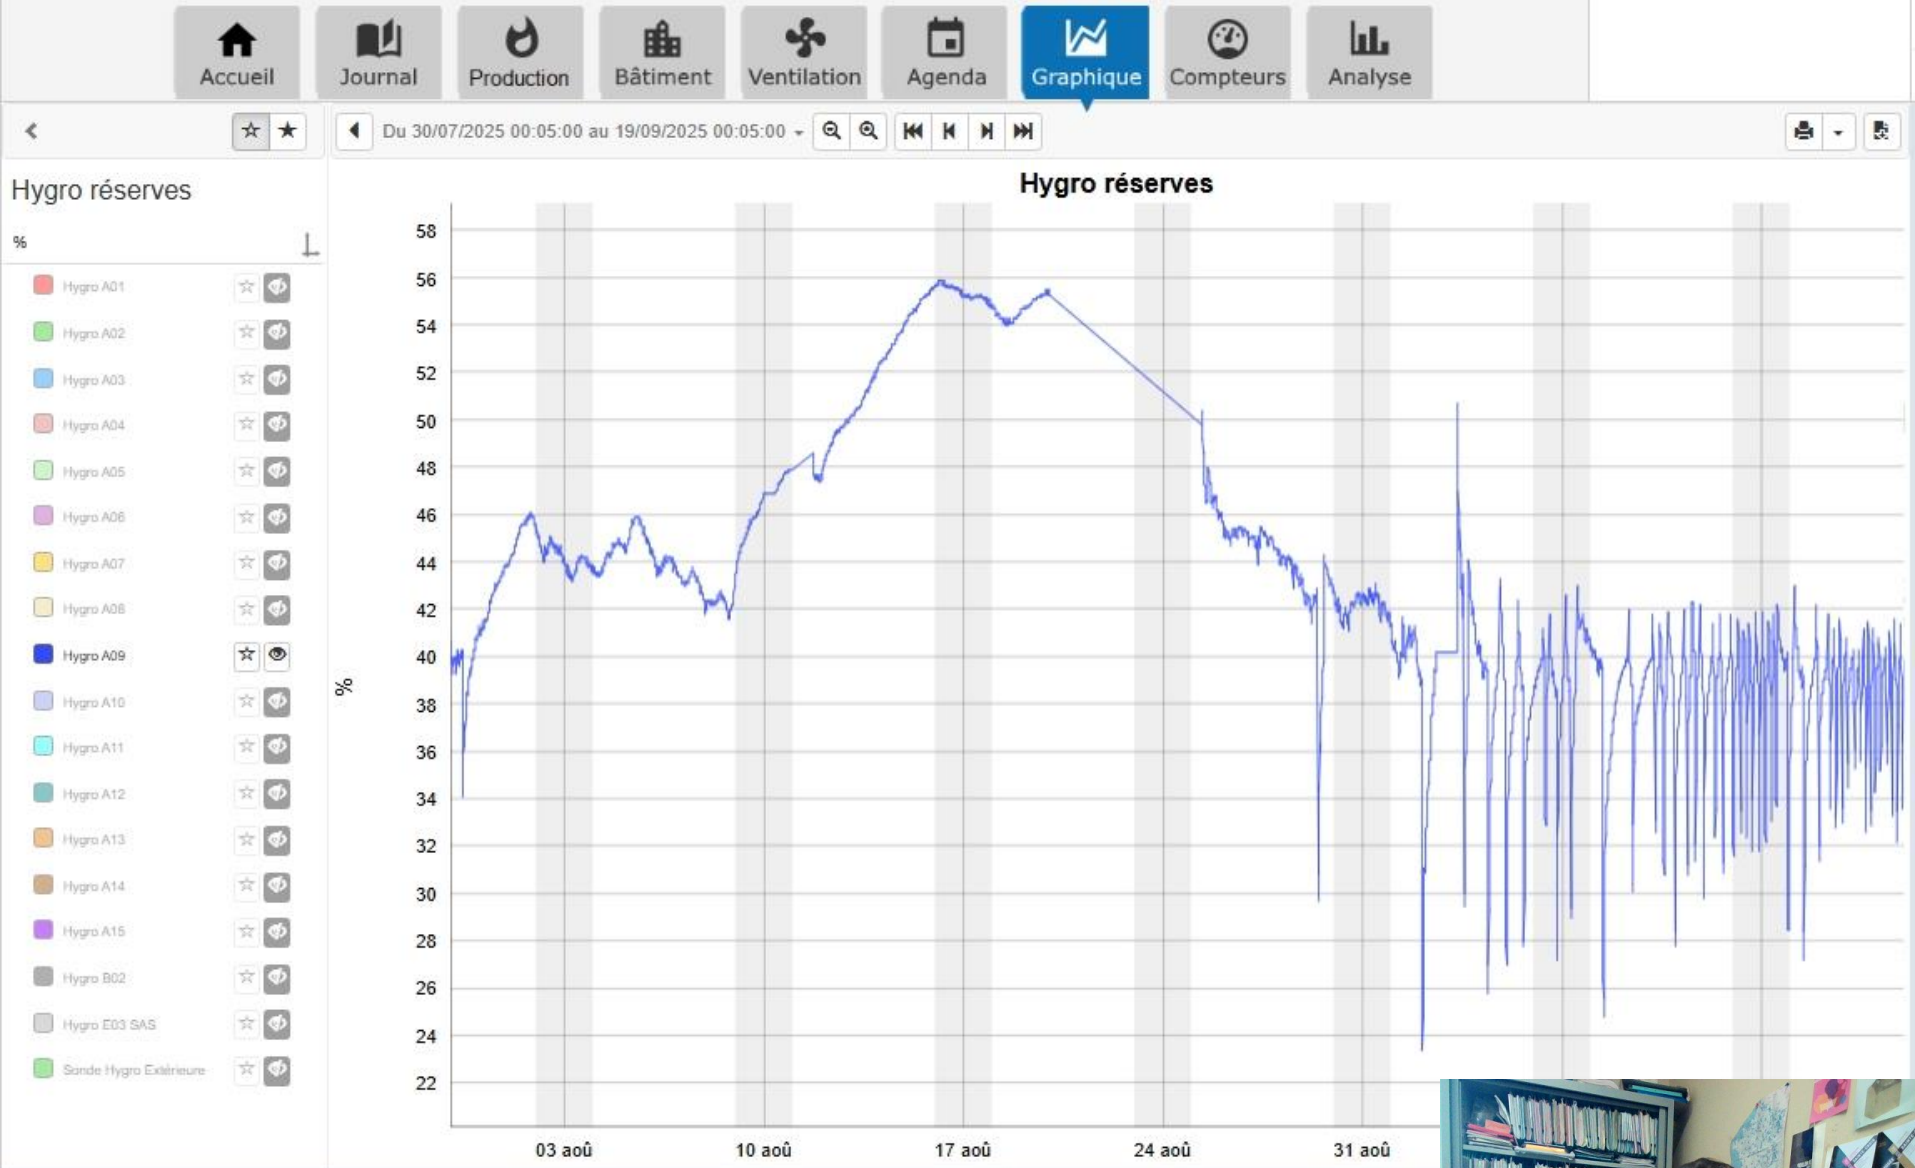 Accueil
Journal
Production
Bâtiment
Ventilation
Agenda
Graphique
Compteurs
Analyse
Du 30/07/2025 00:05:00 au 19/09/2025 00:05:00
Hygro réserves
%
Hygro A01
Hygro A02
Hygro A03
Hygro A04
Hygro A05
Hygro A06
Hygro A07
Hygro A08
Hygro A09
Hygro A10
Hygro A11
Hygro A12
Hygro A13
Hygro A14
Hygro A15
Hygro B02
Hygro E03 SAS
Sonde Hygro Extérieure
Hygro réserves
58
56
54
52
50
48
46
44
42
40
38
36
34
32
30
28
26
24
22
%
03 aoû
10 aoû
17 aoû
24 aoû
31 aoû